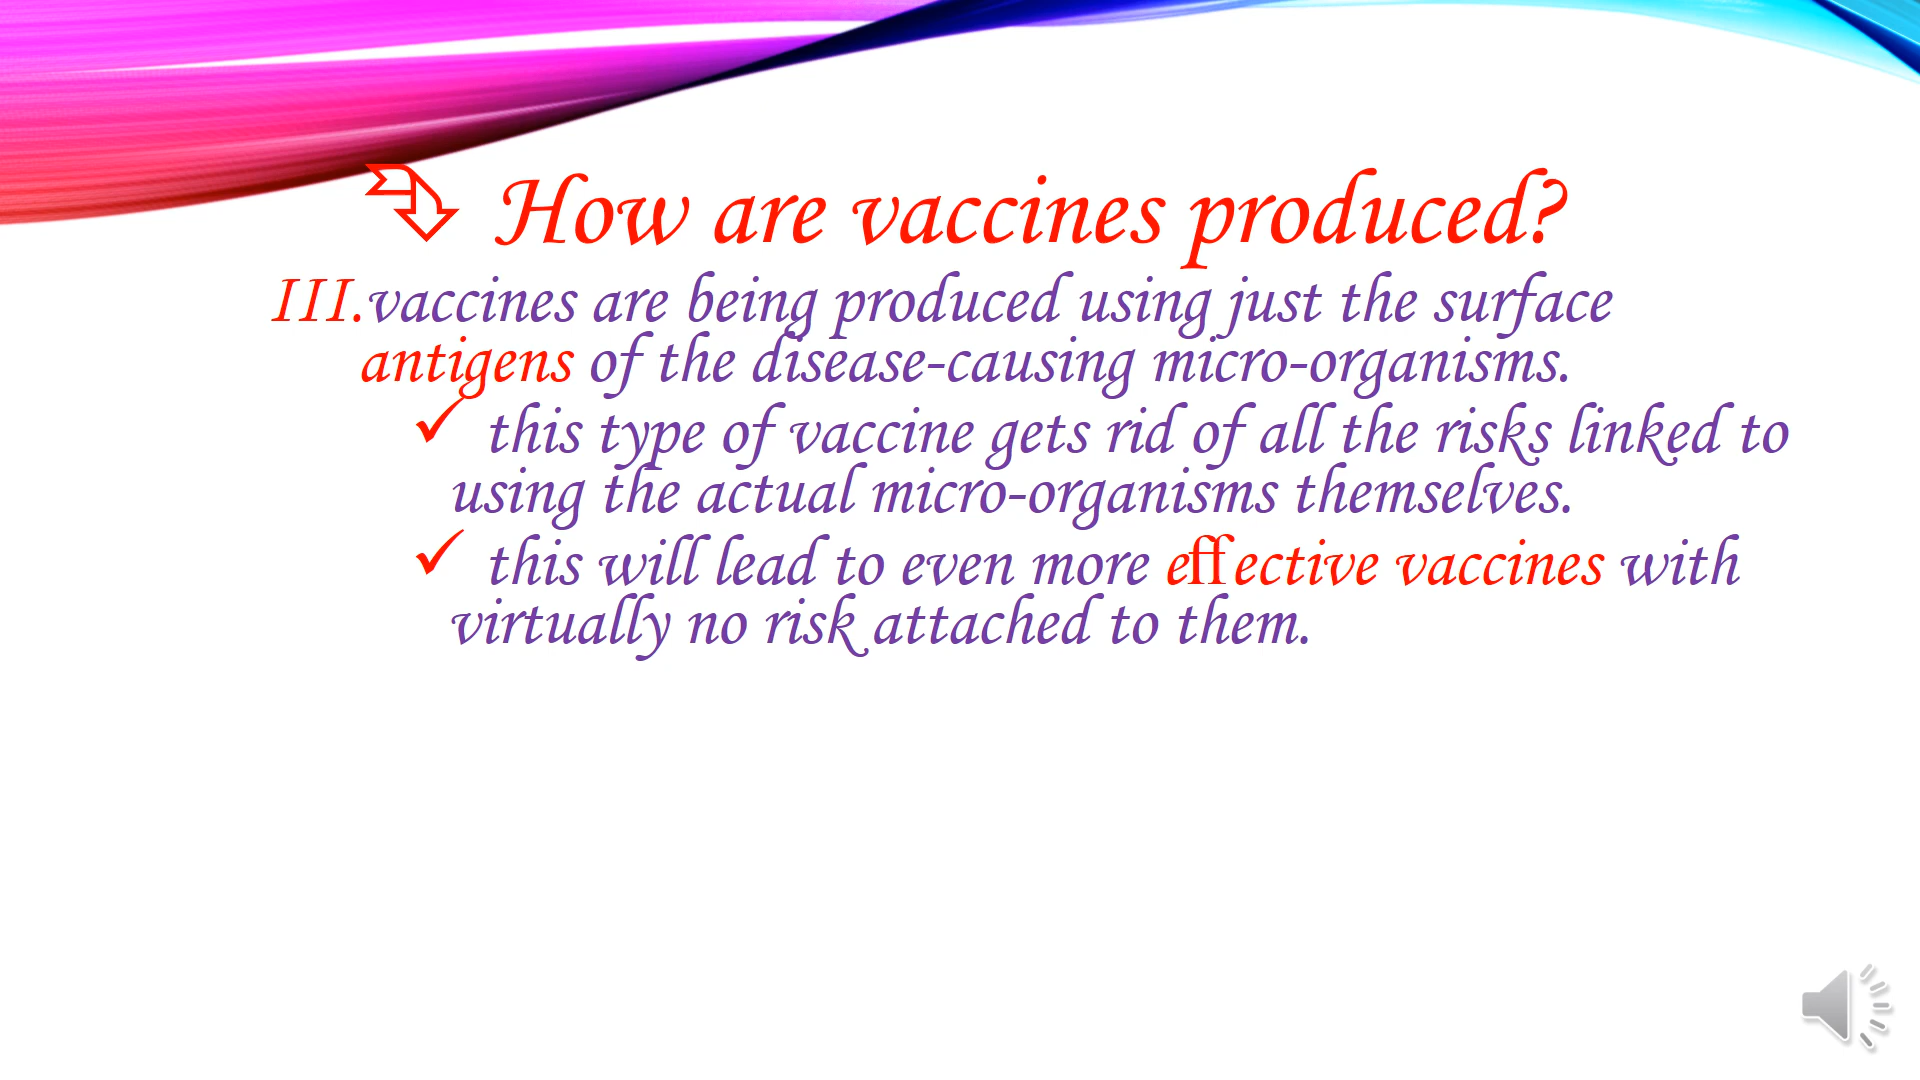 How are vaccines produced?
III.vaccines are being produced using just the surface
antigens of the disease-causing micro-organisms.
✓ this type of vaccine gets rid of all the risks linked to
using the actual micro-organisms themselves.
✓ this will lead to even more effective vaccines with
virtually no risk attached to them.